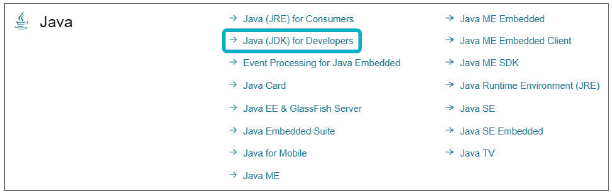 Java
→ Java (JRE) for Consumers
→ Java (JDK) for Developers
→ Event Processing for Java Embedded
→ Java Card
→ Java EE & GlassFish Server
→ Java Embedded Suite
→ Java for Mobile
→ Java ME
→ Java ME Embedded
→ Java ME Embedded Client
→ Java ME SDK
→ Java Runtime Environment (JRE)
→ Java SE
→ Java SE Embedded
→ Java TV